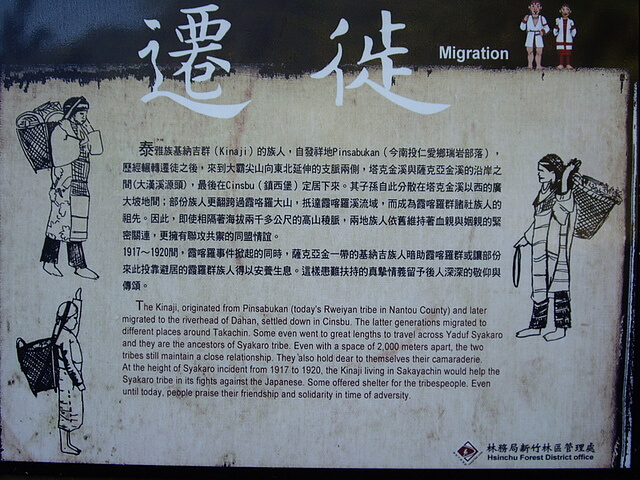 遷徙
Migration
泰雅族基納吉群（Kinaji）的族人，自發祥地Pinsabukan（今南投仁愛鄉瑞岩部落），
歷經輾轉遷徙之後，來到大霸尖山向東北延伸的支脈兩側，塔克金溪與薩克亞金溪的沿岸之
間(大漢溪源頭)，最後在Cinsbu（鎮西堡）定居下來。其子孫自此分散在塔克金溪以西的廣
大坡地間；部份族人更翻跨過霞喀羅大山，抵達霞喀羅溪流域，而成為霞喀羅群諸社族人的
祖先。因此，即使相隔著海拔兩千多公尺的高山稜脈，兩地族人依舊維持著血親與姻親的緊
密關連，更擁有聯攻共禦的同盟情誼。
1917～1920間，霞喀羅事件掀起的同時，薩克亞金一帶的基納吉族人暗助霞喀羅群或讓部份
來此投靠避居的霞羅群族人得以安養生息。這樣患難扶持的真摯情義留予後人深深的敬仰與
傳頌。
The Kinaji, originated from Pinsabukan (today's Rweiyan tribe in Nantou County) and later
migrated to the riverhead of Dahan, settled down in Cinsbu. The latter generations migrated to
different places around Takachin. Some even went to great lengths to travel across Yaduf Syakaro
and they are the ancestors of Syakaro tribe. Even with a space of 2,000 meters apart, the two
tribes still maintain a close relationship. They also hold dear to themselves their camaraderie.
At the height of Syakaro incident from 1917 to 1920, the Kinaji living in Sakayachin would help the
Syakaro tribe in its fights against the Japanese. Some offered shelter for the tribespeople. Even
until today, people praise their friendship and solidarity in time of adversity.
林務局新竹林區管理處
Hsinchu Forest District office